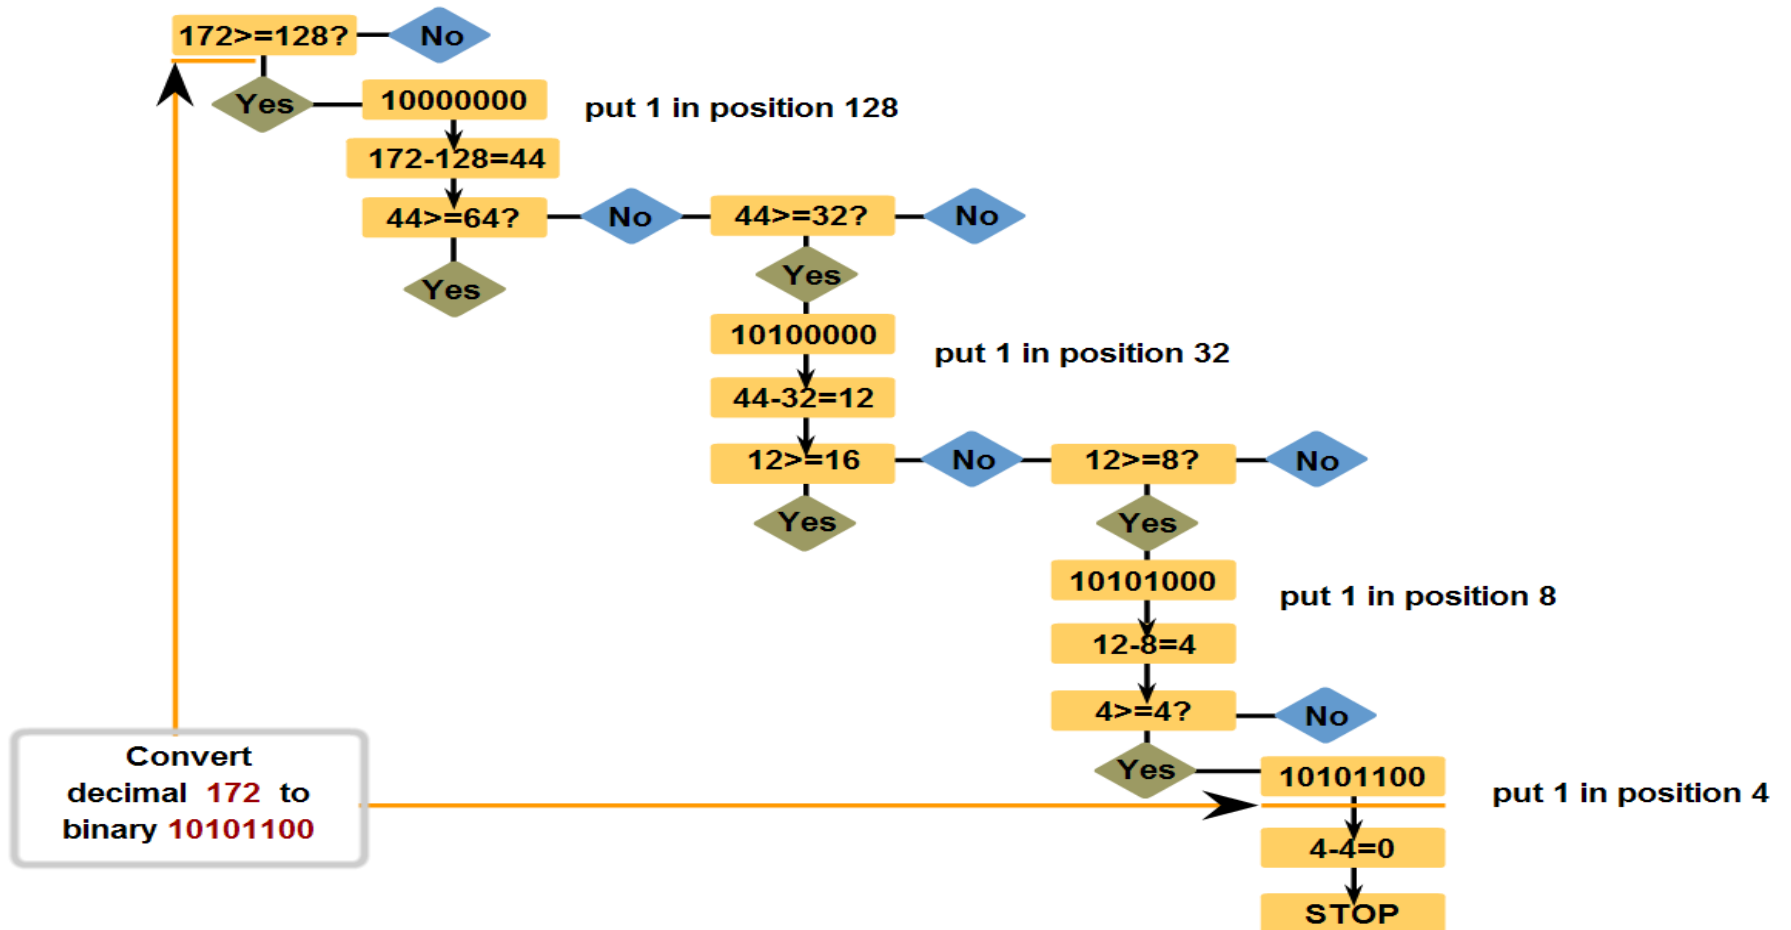 172>=128?
No
Yes
10000000
put 1 in position 128
172-128=44
44>=64?
No
44>=32?
No
Yes
Yes
10100000
put 1 in position 32
44-32=12
12>=16
No
12>=8?
No
Yes
Yes
10101000
put 1 in position 8
12-8=4
4>=4?
No
Yes
10101100
put 1 in position 4
4-4=0
STOP
Convert
decimal 172 to
binary 10101100